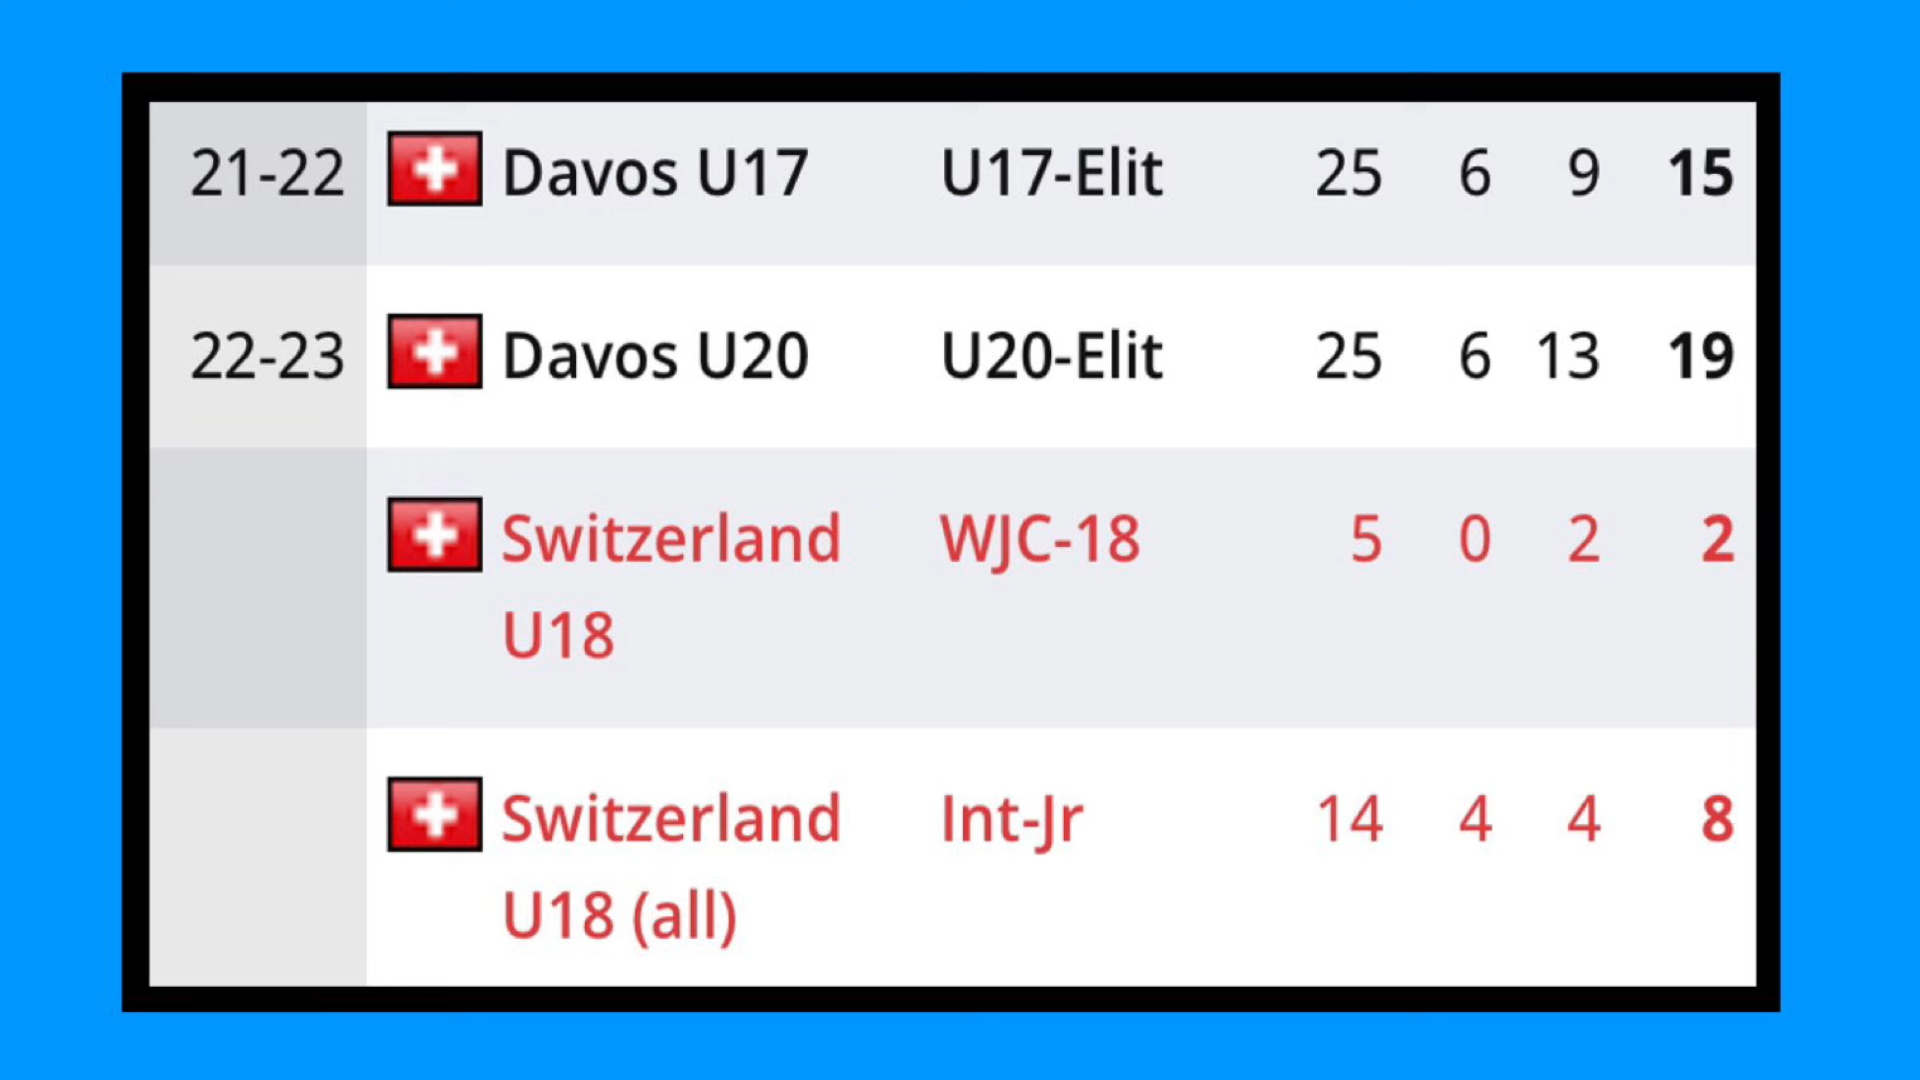 21-22 Davos U17 U17-Elit 25 6 9 15
22-23 Davos U20 U20-Elit 25 6 13 19
Switzerland WJC-18 5 0 2 2
U18
Switzerland Int-Jr 14 4 4 8
U18 (all)